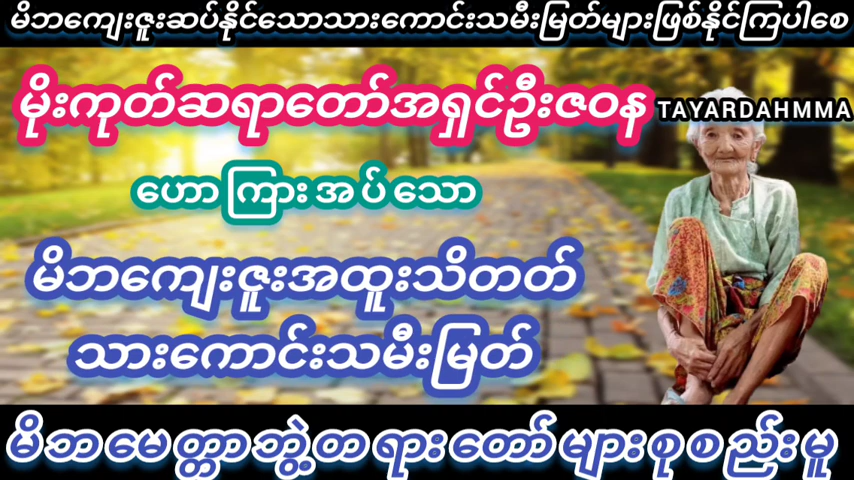 မိဘကျေးဇူးဆပ်နိုင်သောသားကောင်းသမီးမြတ်များဖြစ်နိုင်ကြပါစေ
မိုးကုတ်ဆရာတော်အရှင်ဦးဇဝန
TAYARDAHMMA
ဟောကြားအပ်သော
မိဘကျေးဇူးအထူးသိတတ်
သားကောင်းသမီးမြတ်
မိဘမေတ္တာဘွဲ့တရားတော်များစုစည်းမူ